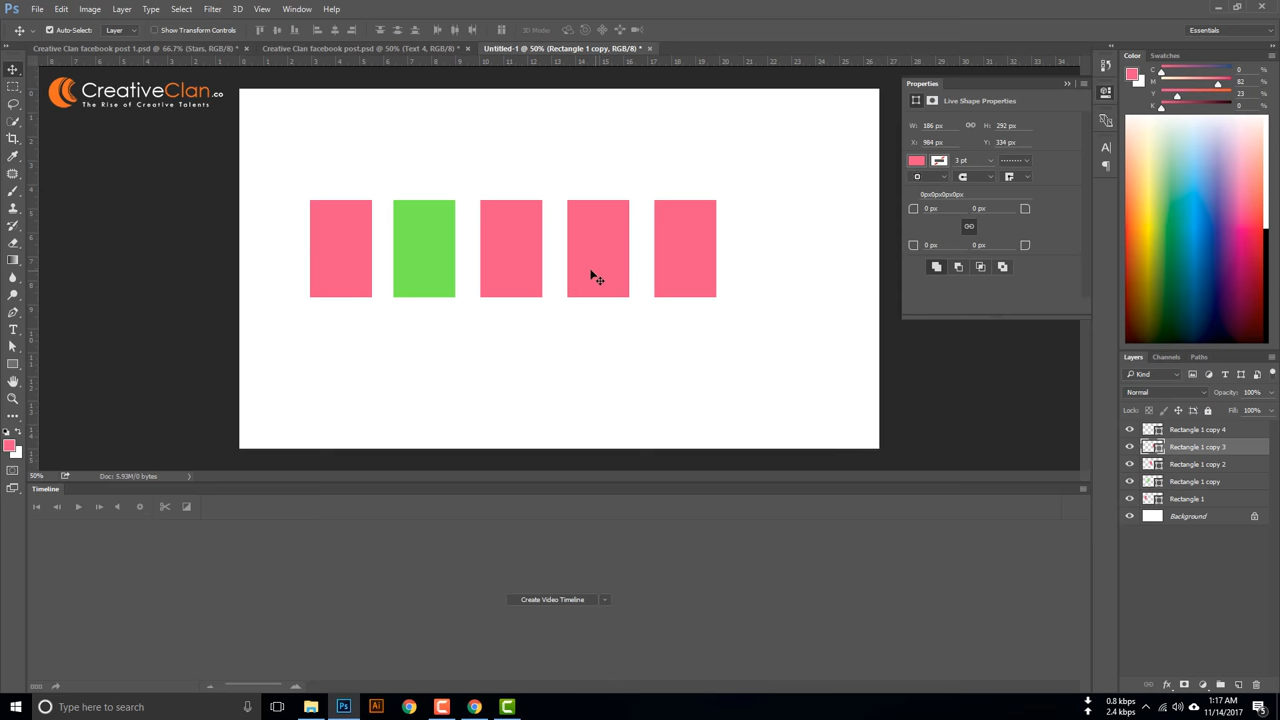 Ps File Edit Image Layer Type Select Filter 3D View Window Help
Auto-Select: Layer Show Transform Controls 3D Mode: Essentials
Creative Clan facebook post 1.psd @ 66.7% (Stars, RGB/8) * × Creative Clan facebook post.psd @ 50% (Text 4, RGB/8) * × Untitled-1 @ 50% (Rectangle 1 copy, RGB/8) * ×
CreativeClan.co
The Rise of Creative Talents
Properties
Live Shape Properties
W: 186 px H: 292 px
X: 984 px Y: 334 px
3 pt
0px0px0px0px
0 px 0 px
0 px 0 px
Color Swatches
C 0 %
M 82 %
Y 23 %
K 0 %
Layers Channels Paths
Kind
Normal Opacity: 100%
Lock: Fill: 100%
Rectangle 1 copy 4
Rectangle 1 copy 3
Rectangle 1 copy 2
Rectangle 1 copy
Rectangle 1
Background
50% Doc: 5.93M/0 bytes
Timeline
Create Video Timeline
Type here to search
0.8 kbps
2.4 kbps
1:17 AM
11/14/2017